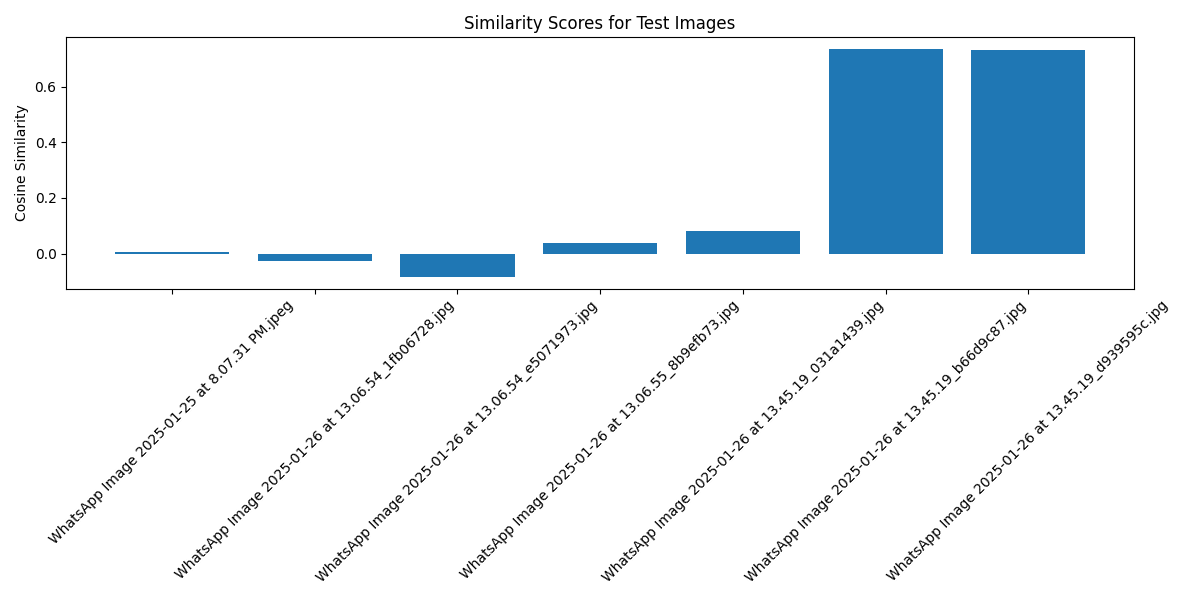 Similarity Scores for Test Images
Cosine Similarity
0.6
0.4
0.2
0.0
WhatsApp Image 2025-01-25 at 8.07.31 PM.jpeg
WhatsApp Image 2025-01-26 at 13.06.54_1fb06728.jpg
WhatsApp Image 2025-01-26 at 13.06.54_e5071973.jpg
WhatsApp Image 2025-01-26 at 13.06.55_8b9efb73.jpg
WhatsApp Image 2025-01-26 at 13.45.19_031a1439.jpg
WhatsApp Image 2025-01-26 at 13.45.19_b66d9c87.jpg
WhatsApp Image 2025-01-26 at 13.45.19_d939595c.jpg